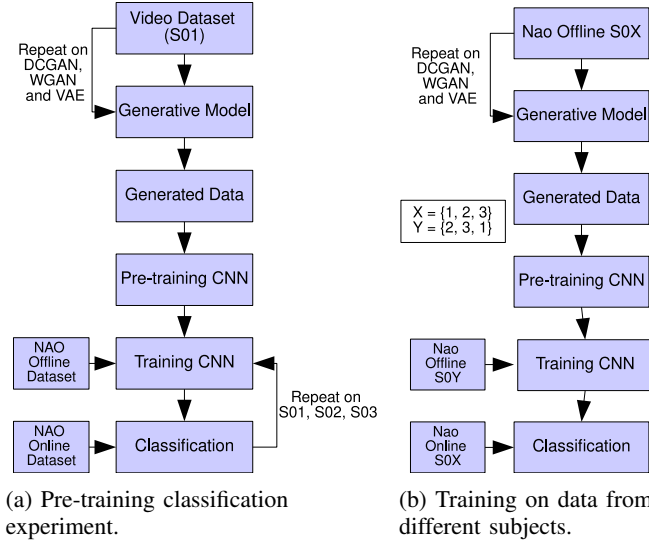 Video Dataset
(S01)
Repeat on
DCGAN,
WGAN
and VAE
Generative Model
Generated Data
Pre-training CNN
NAO
Offline
Dataset
Training CNN
Repeat on
S01, S02, S03
NAO
Online
Dataset
Classification
(a) Pre-training classification
experiment.
Nao Offline S0X
Repeat on
DCGAN,
WGAN
and VAE
Generative Model
Generated Data
X = {1, 2, 3}
Y = {2, 3, 1}
Pre-training CNN
Nao
Offline
S0Y
Training CNN
Nao
Online
S0X
Classification
(b) Training on data from
different subjects.